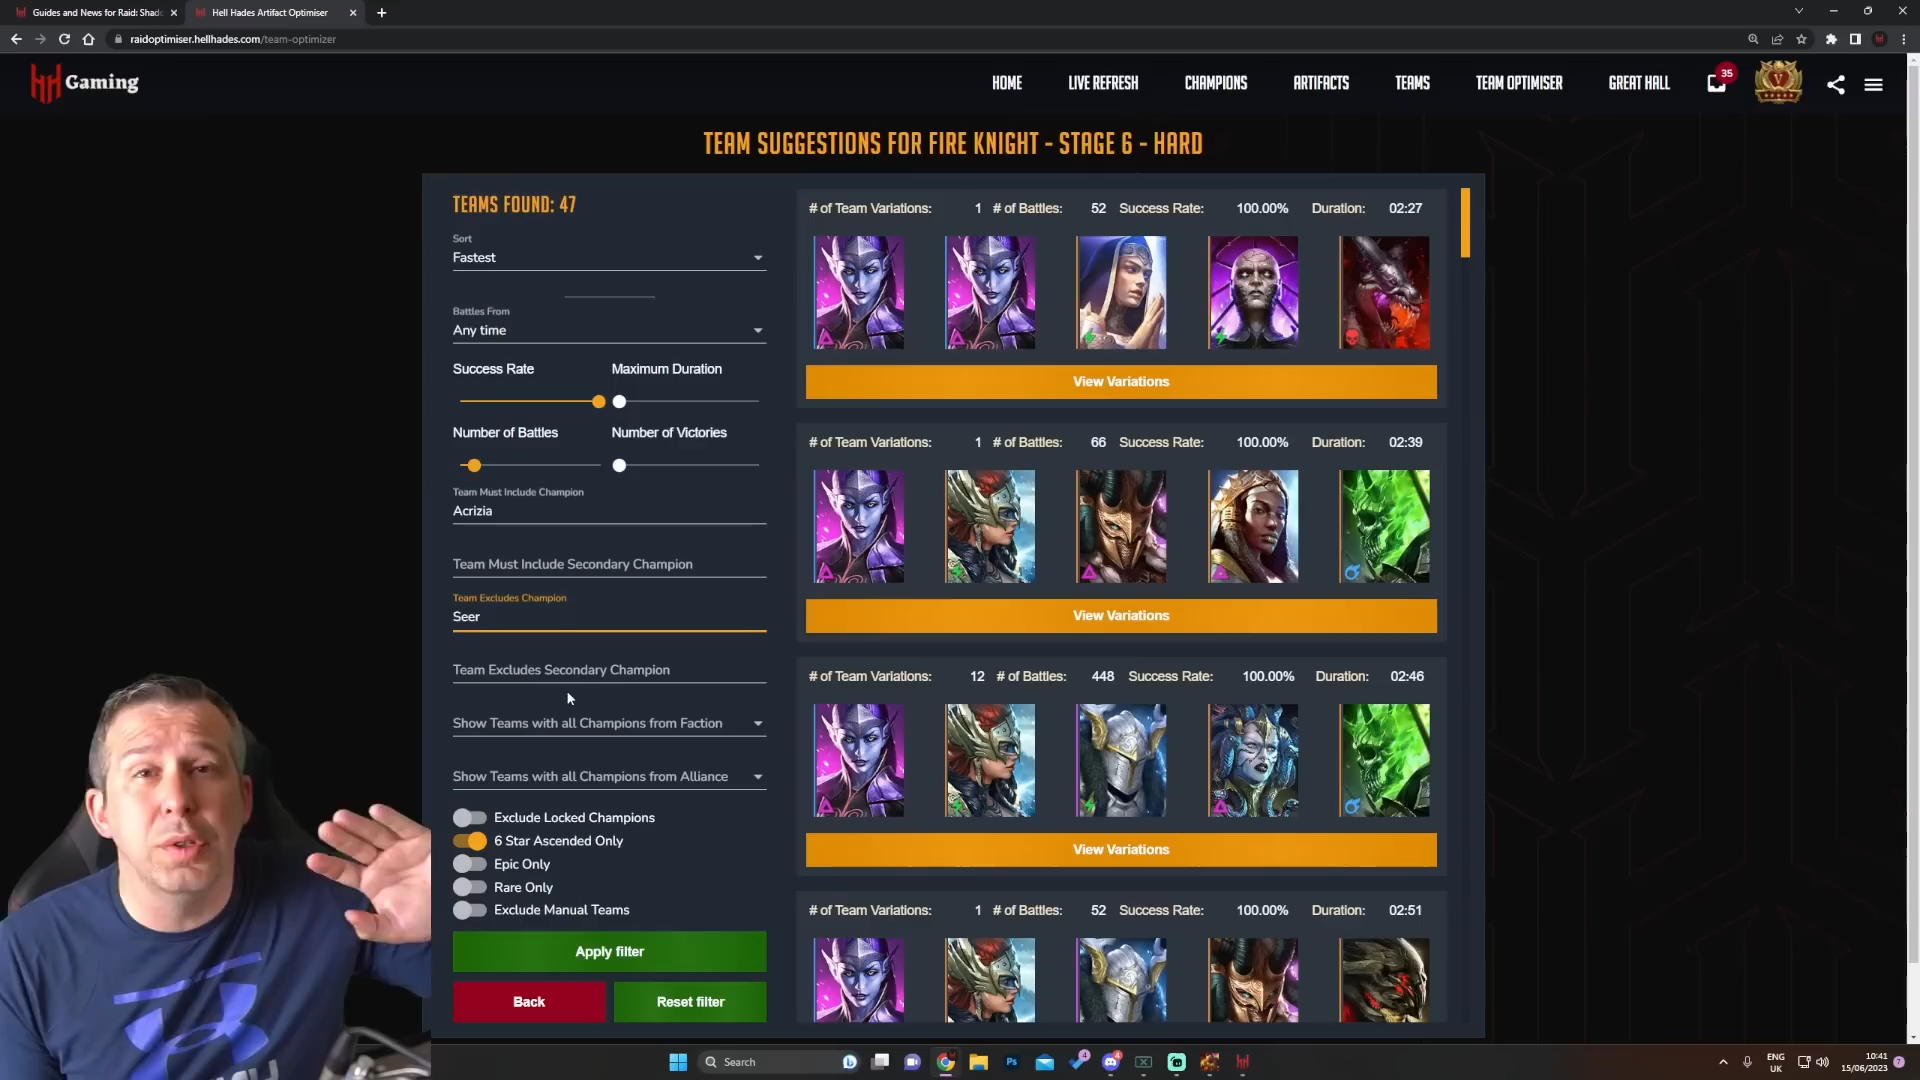 Guides and News for Raid: Shad
Hell Hades Artifact Optimiser
raidoptimiser.hellhades.com/team-optimizer
Gaming
HOME
LIVE REFRESH
CHAMPIONS
ARTIFACTS
TEAMS
TEAM OPTIMISER
GREAT HALL
35
V
TEAM SUGGESTIONS FOR FIRE KNIGHT - STAGE 6 - HARD
TEAMS FOUND: 47
Sort
Fastest
Battles From
Any time
Success Rate
Maximum Duration
Number of Battles
Number of Victories
Team Must Include Champion
Acrizia
Team Must Include Secondary Champion
Team Excludes Champion
Seer
Team Excludes Secondary Champion
Show Teams with all Champions from Faction
Show Teams with all Champions from Alliance
Exclude Locked Champions
6 Star Ascended Only
Epic Only
Rare Only
Exclude Manual Teams
Apply filter
Back
Reset filter
# of Team Variations: 1 # of Battles: 52 Success Rate: 100.00% Duration: 02:27
View Variations
# of Team Variations: 1 # of Battles: 66 Success Rate: 100.00% Duration: 02:39
View Variations
# of Team Variations: 12 # of Battles: 448 Success Rate: 100.00% Duration: 02:46
View Variations
# of Team Variations: 1 # of Battles: 52 Success Rate: 100.00% Duration: 02:51
Search
Ps
4
4
ENG
UK
10:41
15/06/2023
7